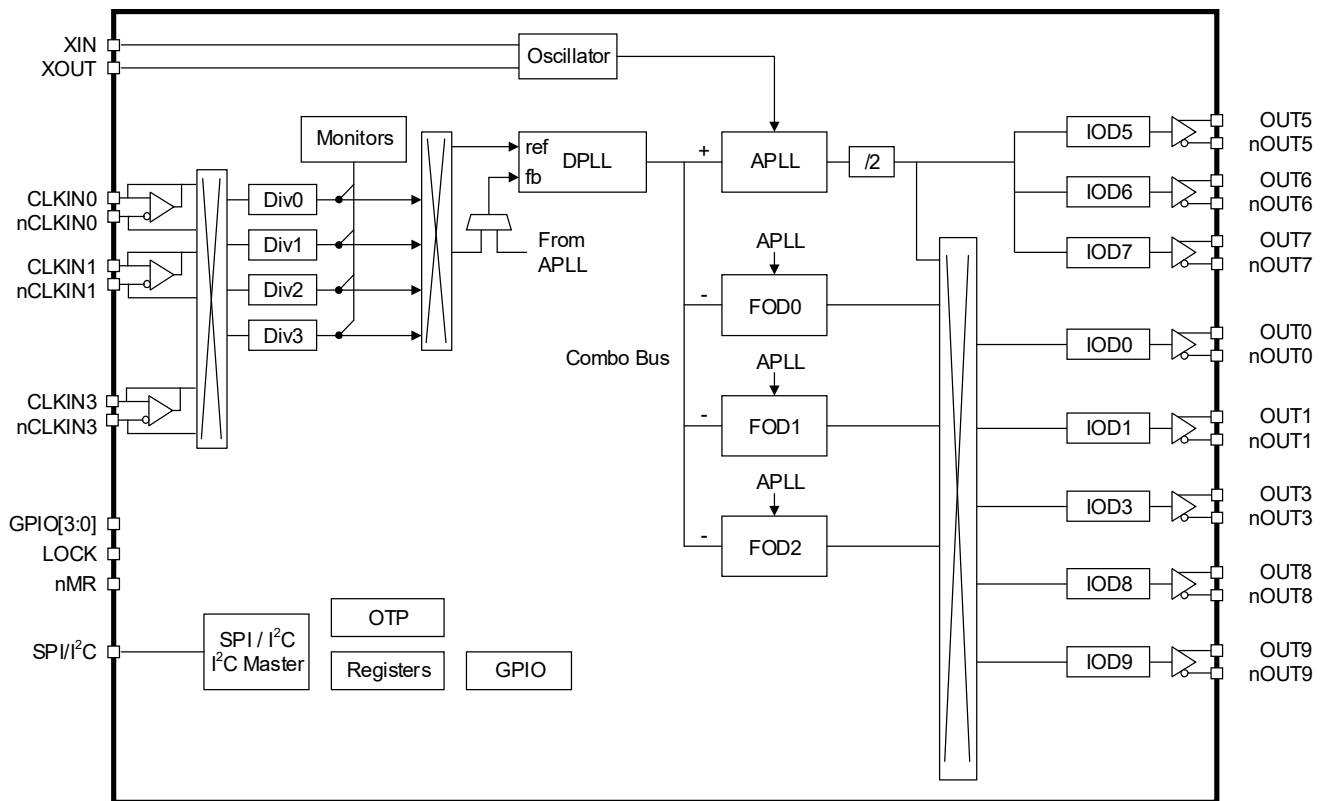 XIN
XOUT
Oscillator
Monitors
ref
fb
DPLL
+
APLL
/2
IOD5
OUT5
nOUT5
IOD6
OUT6
nOUT6
IOD7
OUT7
nOUT7
CLKIN0
nCLKIN0
CLKIN1
nCLKIN1
CLKIN3
nCLKIN3
Div0
Div1
Div2
Div3
From
APLL
APLL
-
FOD0
Combo Bus
APLL
-
FOD1
APLL
-
FOD2
IOD0
OUT0
nOUT0
IOD1
OUT1
nOUT1
IOD3
OUT3
nOUT3
IOD8
OUT8
nOUT8
IOD9
OUT9
nOUT9
GPIO[3:0]
LOCK
nMR
SPI/I²C
SPI / I²C
I²C Master
OTP
Registers
GPIO